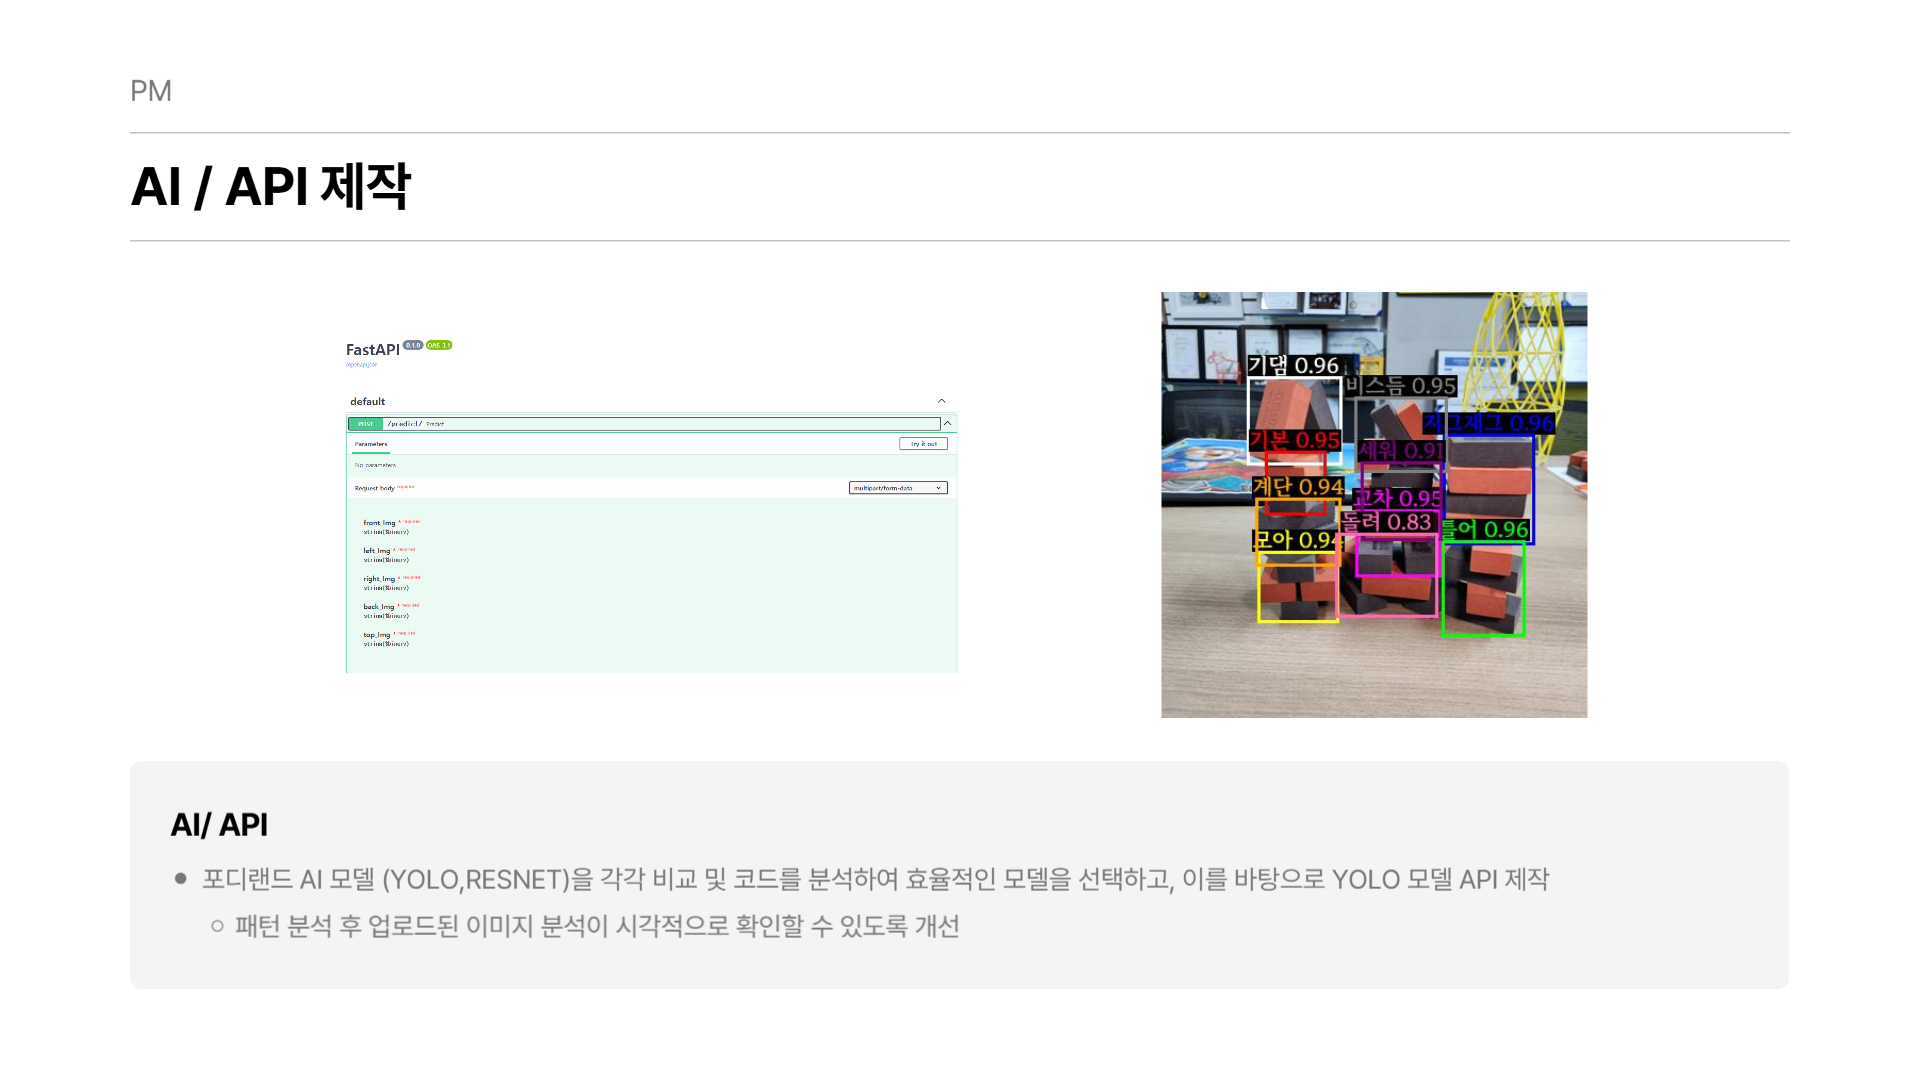 PM
AI / API 제작
FastAPI 0.1.0 OAS 3.1
/openapi.json
default
POST /predict/ Predict
Parameters
Try it out
No parameters
Request body required
multipart/form-data
front_img * required
string($binary)
left_img * required
string($binary)
right_img * required
string($binary)
back_img * required
string($binary)
top_img * required
string($binary)
기댐 0.96
비스듬 0.95
지그재그 0.96
기본 0.95
세워 0.91
계단 0.94
교차 0.95
돌려 0.83
틀어 0.96
모아 0.94
AI/ API
● 포디랜드 AI 모델 (YOLO,RESNET)을 각각 비교 및 코드를 분석하여 효율적인 모델을 선택하고, 이를 바탕으로 YOLO 모델 API 제작
○ 패턴 분석 후 업로드된 이미지 분석이 시각적으로 확인할 수 있도록 개선